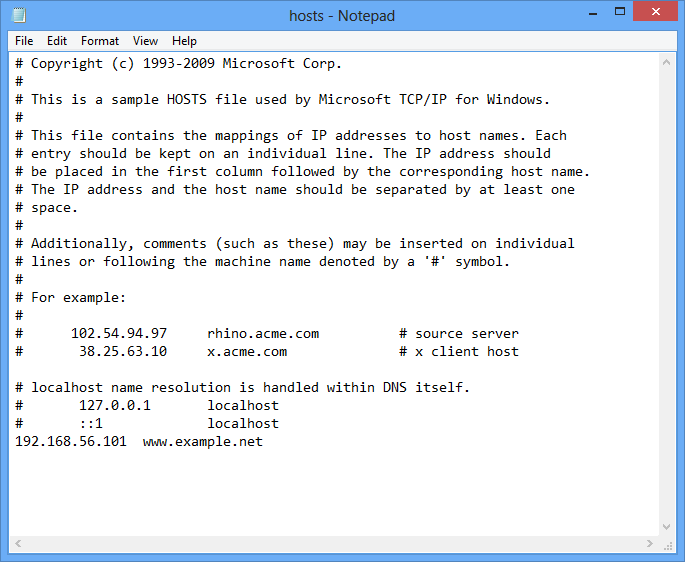 hosts - Notepad
File Edit Format View Help
# Copyright (c) 1993-2009 Microsoft Corp.
#
# This is a sample HOSTS file used by Microsoft TCP/IP for Windows.
#
# This file contains the mappings of IP addresses to host names. Each
# entry should be kept on an individual line. The IP address should
# be placed in the first column followed by the corresponding host name.
# The IP address and the host name should be separated by at least one
# space.
#
# Additionally, comments (such as these) may be inserted on individual
# lines or following the machine name denoted by a '#' symbol.
#
# For example:
#
#      102.54.94.97     rhino.acme.com          # source server
#       38.25.63.10     x.acme.com              # x client host

# localhost name resolution is handled within DNS itself.
#       127.0.0.1       localhost
#       ::1             localhost
192.168.56.101  www.example.net